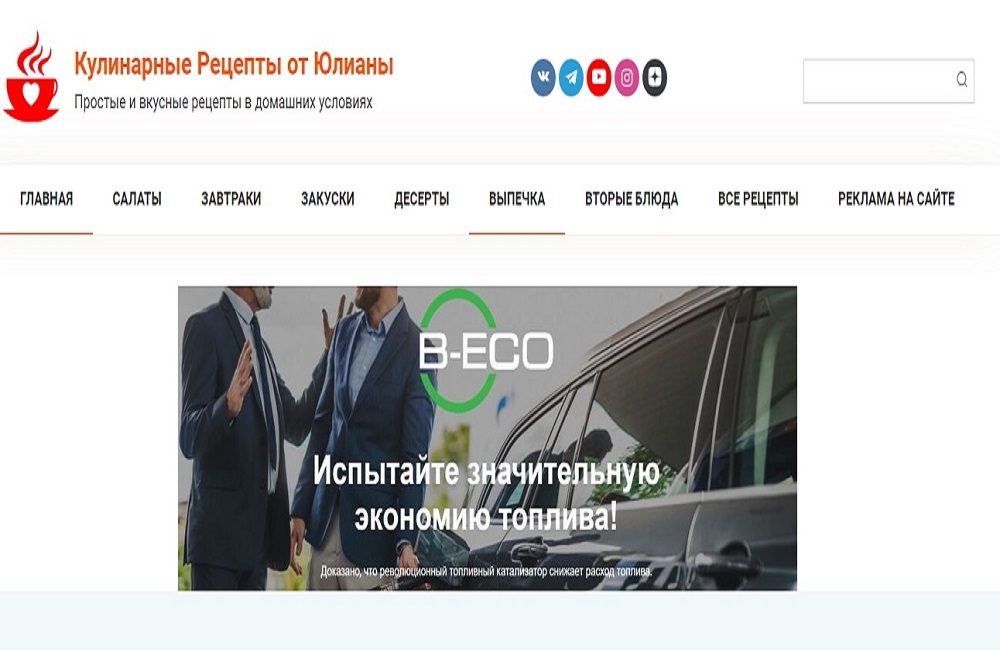 Кулинарные Рецепты от Юлианы
Простые и вкусные рецепты в домашних условиях
ГЛАВНАЯ САЛАТЫ ЗАВТРАКИ ЗАКУСКИ ДЕСЕРТЫ ВЫПЕЧКА ВТОРЫЕ БЛЮДА ВСЕ РЕЦЕПТЫ РЕКЛАМА НА САЙТЕ
B-ECO
Испытайте значительную
экономию топлива!
Доказано, что революционный топливный катализатор снижает расход топлива.